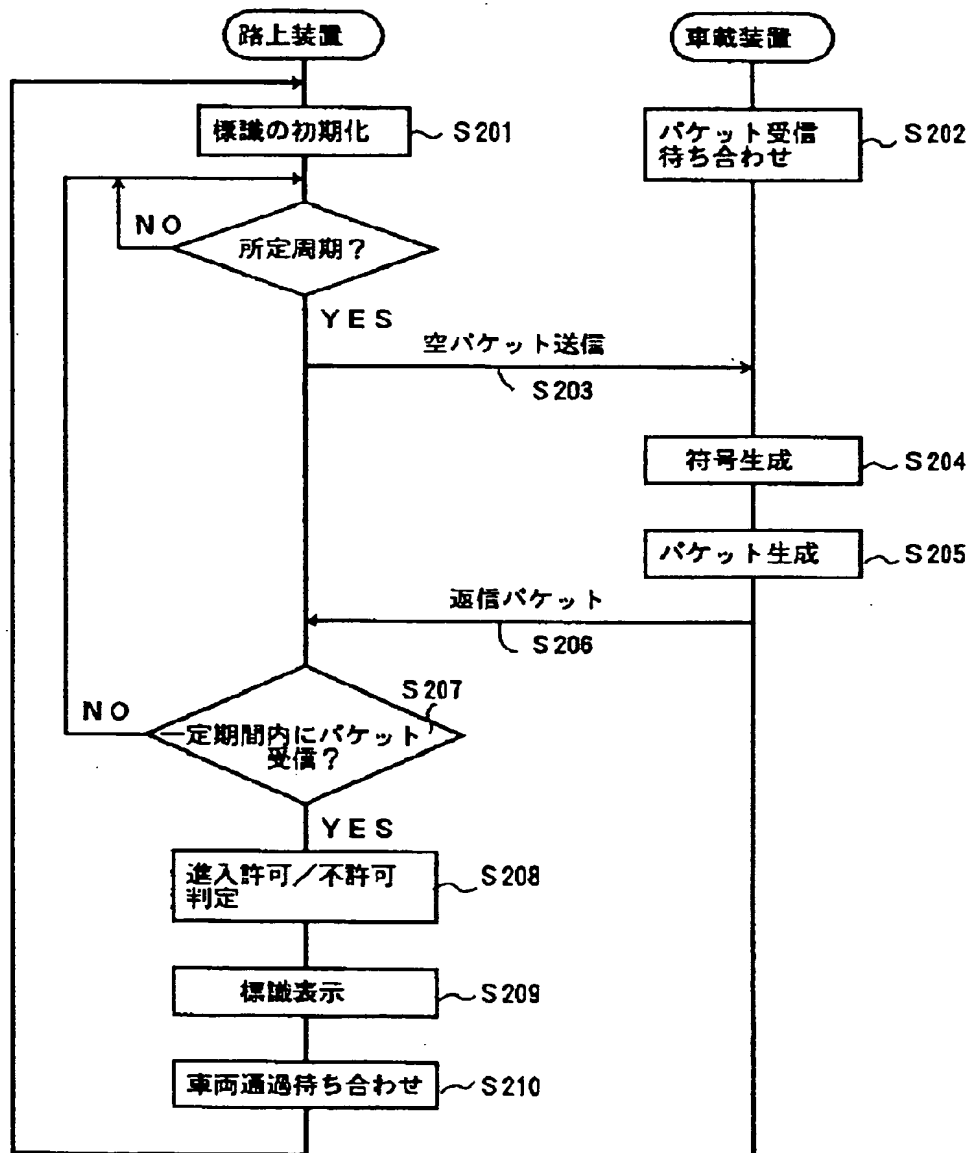 路上装置
車載装置
標識の初期化
S201
パケット受信
待ち合わせ
S202
NO
所定周期?
YES
空パケット送信
S203
符号生成
S204
パケット生成
S205
返信パケット
S206
S207
NO
一定期間内にパケット
受信?
YES
進入許可/不許可
判定
S208
標識表示
S209
車両通過待ち合わせ
S210